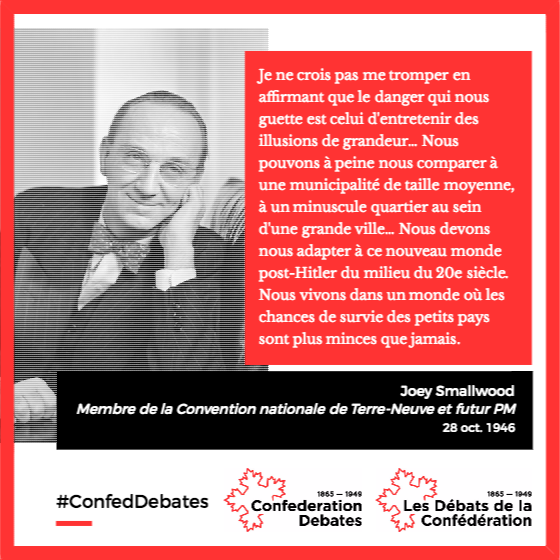 Je ne crois pas me tromper en
affirmant que le danger qui nous
guette est celui d'entretenir des
illusions de grandeur... Nous
pouvons à peine nous comparer à
une municipalité de taille moyenne,
à un minuscule quartier au sein
d'une grande ville... Nous devons
nous adapter à ce nouveau monde
post-Hitler du milieu du 20e siècle.
Nous vivons dans un monde où les
chances de survie des petits pays
sont plus minces que jamais.
Joey Smallwood
Membre de la Convention nationale de Terre-Neuve et futur PM
28 oct. 1946
#ConfedDebates
1865 — 1949
Confederation
Debates
1865 — 1949
Les Débats de la
Confédération